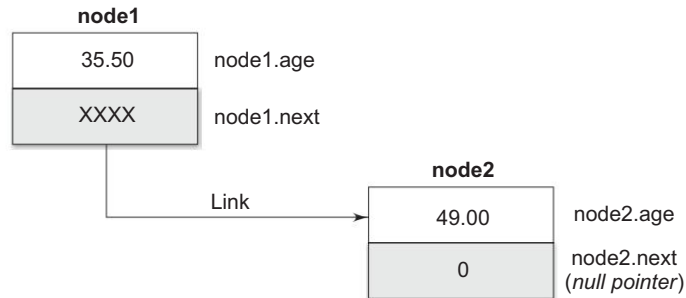 node1
35.50
node1.age
XXXX
node1.next
Link
node2
49.00
node2.age
0
node2.next
(null pointer)